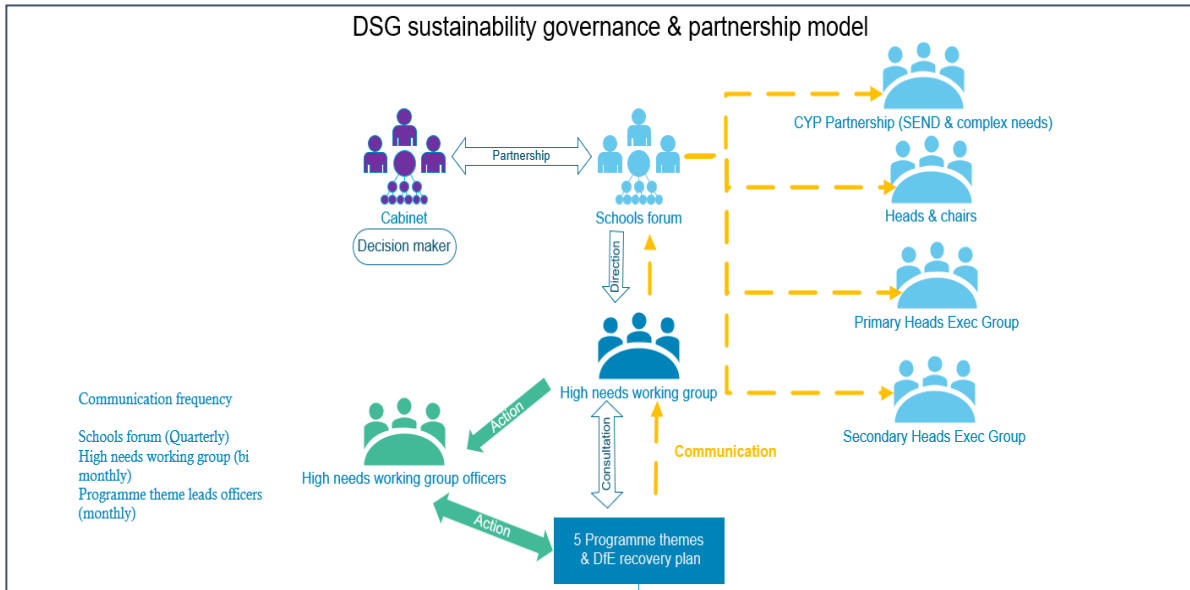 DSG sustainability governance & partnership model
CYP Partnership (SEND & complex needs)
Partnership
Cabinet
Decision maker
Schools forum
Heads & chairs
Direction
Primary Heads Exec Group
High needs working group
Communication frequency
Schools forum (Quarterly)
High needs working group (bi
monthly)
Programme theme leads officers
(monthly)
Action
High needs working group officers
Consultation
Communication
Secondary Heads Exec Group
Action
5 Programme themes
& DfE recovery plan